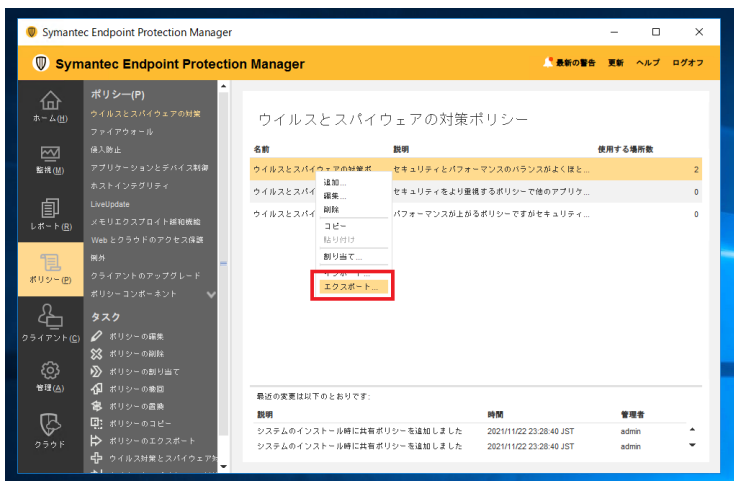 Symantec Endpoint Protection Manager
Symantec Endpoint Protection Manager
最新の警告 更新 ヘルプ ログオフ
ホーム(H)
監視(M)
レポート(R)
ポリシー(P)
クライアント(C)
管理(A)
クラウド
ポリシー(P)
ウイルスとスパイウェアの対策
ファイアウォール
侵入防止
アプリケーションとデバイス制御
ホストインテグリティ
LiveUpdate
メモリエクスプロイト緩和機能
Web とクラウドのアクセス保護
例外
クライアントのアップグレード
ポリシーコンポーネント
タスク
ポリシーの編集
ポリシーの削除
ポリシーの割り当て
ポリシーの撤回
ポリシーの置換
ポリシーのコピー
ポリシーのエクスポート
ウイルス対策とスパイウェア対
ウイルスとスパイウェアの対策ポリシー
名前 説明 使用する場所数
ウイルスとスパイウェアの対策ポ セキュリティとパフォーマンスのバランスがよくほと... 2
ウイルスとスパイ セキュリティをより重視するポリシーで他のアプリケ... 0
ウイルスとスパイ パフォーマンスが上がるポリシーですがセキュリティ... 0
追加...
編集...
削除
コピー
貼り付け
割り当て...
インポート...
エクスポート...
最近の変更は以下のとおりです:
説明 時間 管理者
システムのインストール時に共有ポリシーを追加しました 2021/11/22 23:28:40 JST admin
システムのインストール時に共有ポリシーを追加しました 2021/11/22 23:28:40 JST admin